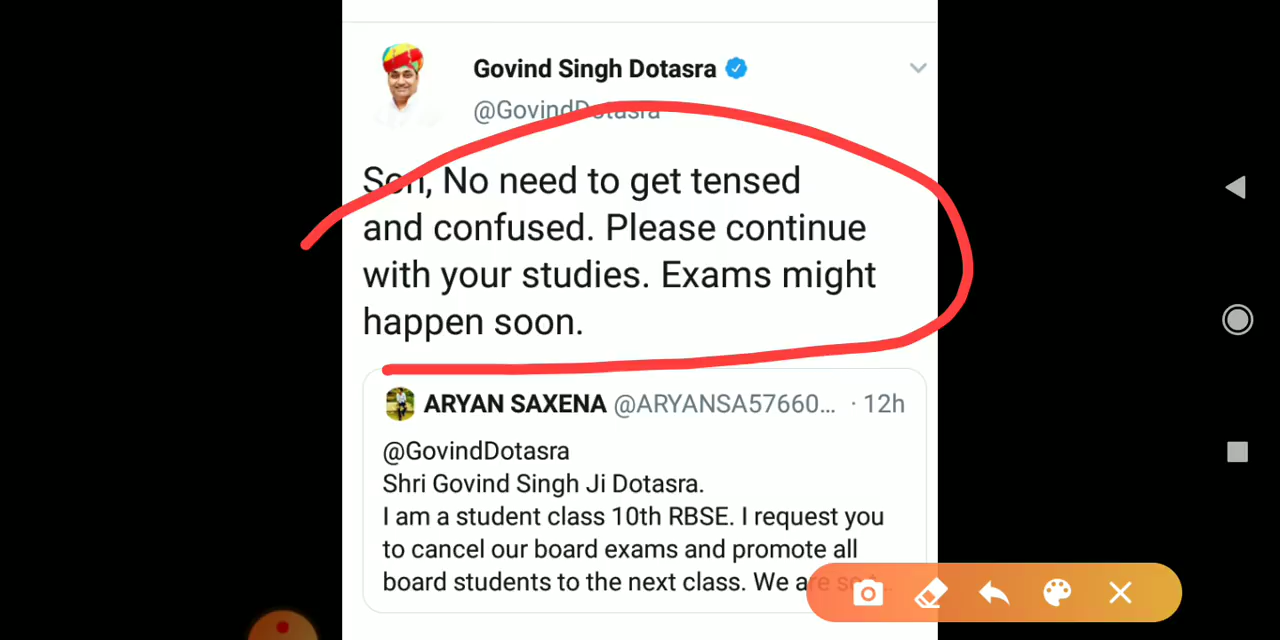 Govind Singh Dotasra
@GovindDotasra
Son, No need to get tensed
and confused. Please continue
with your studies. Exams might
happen soon.
ARYAN SAXENA @ARYANSA57660... · 12h
@GovindDotasra
Shri Govind Singh Ji Dotasra.
I am a student class 10th RBSE. I request you
to cancel our board exams and promote all
board students to the next class. We are